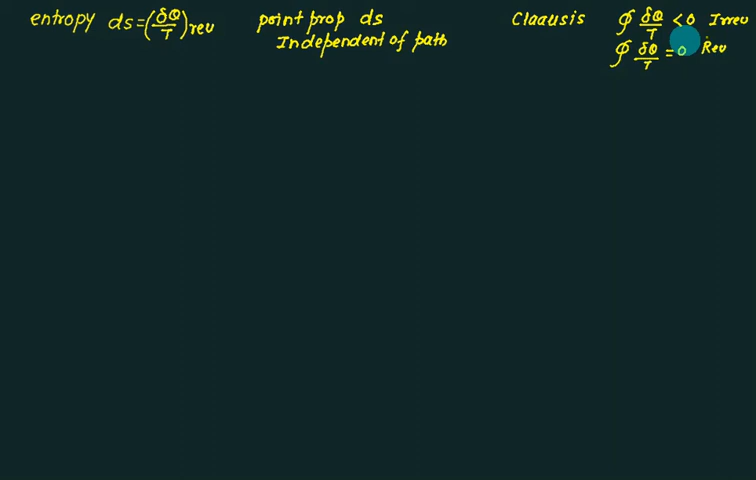 entropy ds=(δQ/T)rev point prop ds Claausis ∮ δQ/T < 0 Irrev
Independent of path ∮ δQ/T = 0 Rev